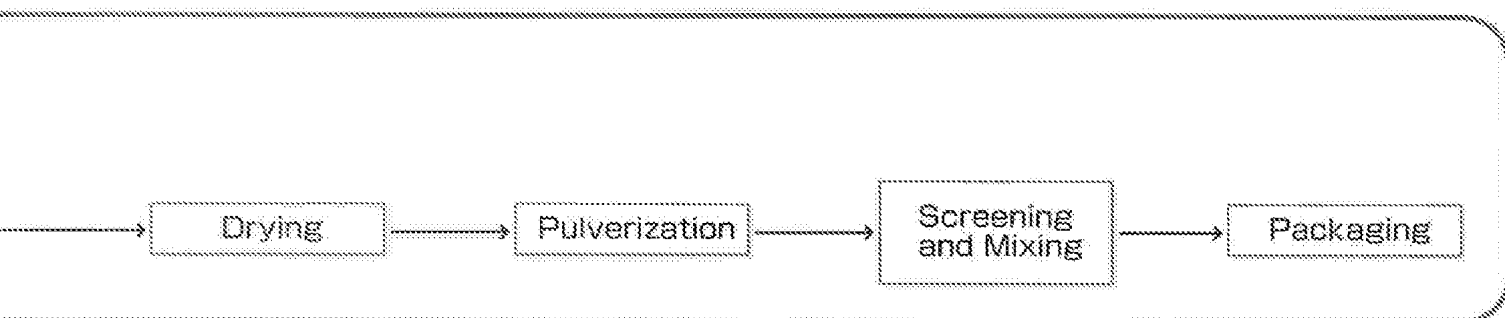 Drying
Pulverization
Screening
and Mixing
Packaging